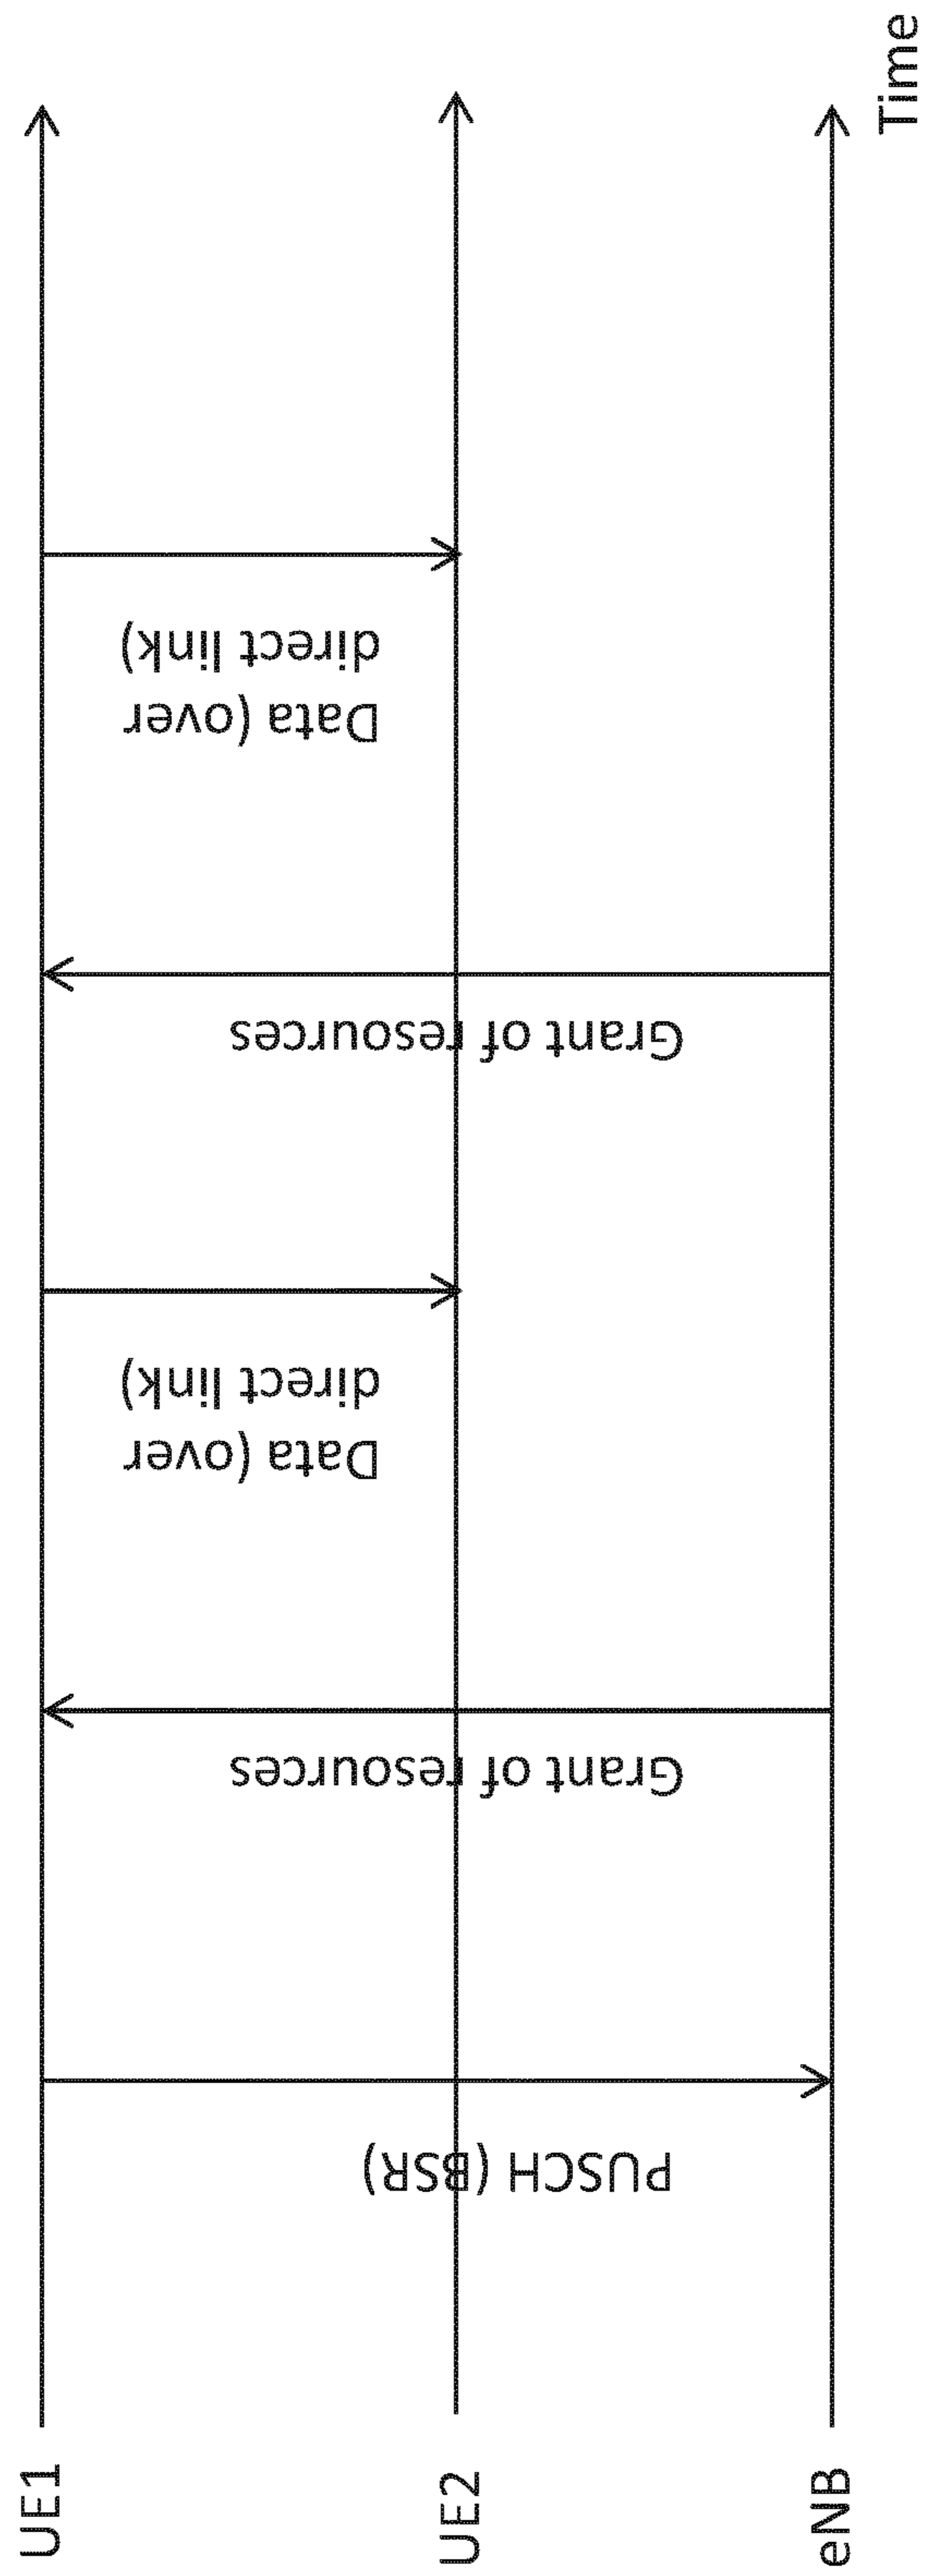 UE1
UE2
eNB
PUSCH (BSR)
Grant of resources
Data (over
direct link)
Grant of resources
Data (over
direct link)
Time